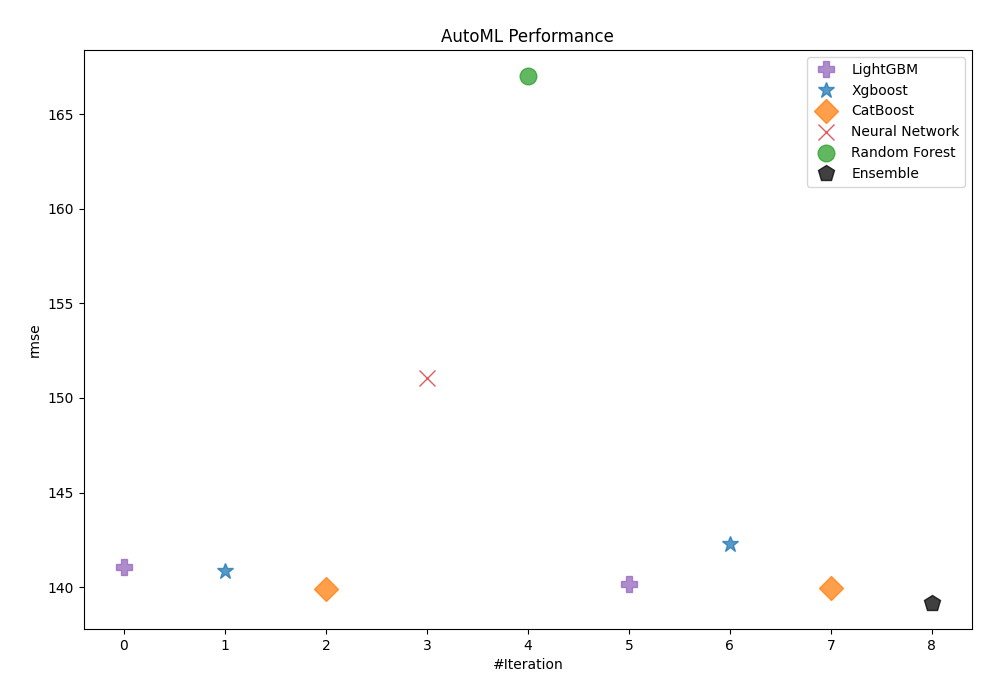 AutoML Performance
LightGBM
Xgboost
CatBoost
Neural Network
Random Forest
Ensemble
165
160
155
150
145
140
rmse
0 1 2 3 4 5 6 7 8
#Iteration